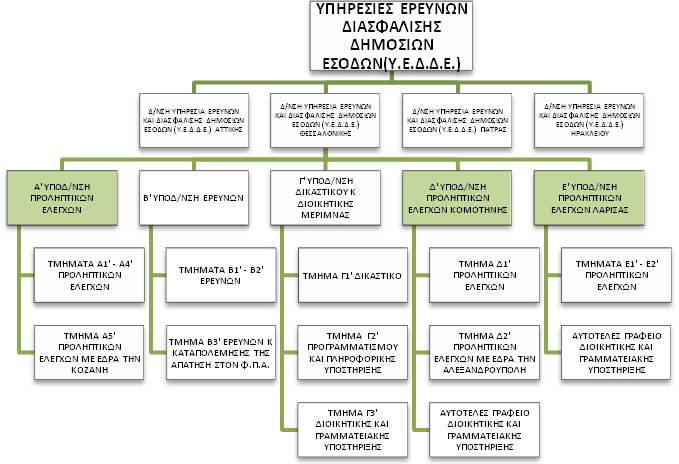 ΥΠΗΡΕΣΙΕΣ ΕΡΕΥΝΩΝ
ΔΙΑΣΦΑΛΙΣΗΣ
ΔΗΜΟΣΙΩΝ
ΕΣΟΔΩΝ(Υ.Ε.Δ.Δ.Ε.)
Δ/ΝΣΗ ΥΠΗΡΕΣΙΑ ΕΡΕΥΝΩΝ
ΚΑΙ ΔΙΑΣΦΑΛΙΣΗΣ ΔΗΜΟΣΙΩΝ
ΕΣΟΔΩΝ (Υ.Ε.Δ.Δ.Ε.) ΑΤΤΙΚΗΣ
Δ/ΝΣΗ ΥΠΗΡΕΣΙΑ ΕΡΕΥΝΩΝ
ΚΑΙ ΔΙΑΣΦΑΛΙΣΗΣ ΔΗΜΟΣΙΩΝ
ΕΣΟΔΩΝ (Υ.Ε.Δ.Δ.Ε.)
ΘΕΣΣΑΛΟΝΙΚΗΣ
Δ/ΝΣΗ ΥΠΗΡΕΣΙΑ ΕΡΕΥΝΩΝ
ΚΑΙ ΔΙΑΣΦΑΛΙΣΗΣ ΔΗΜΟΣΙΩΝ
ΕΣΟΔΩΝ (Υ.Ε.Δ.Δ.Ε.) ΠΑΤΡΑΣ
Δ/ΝΣΗ ΥΠΗΡΕΣΙΑ ΕΡΕΥΝΩΝ
ΚΑΙ ΔΙΑΣΦΑΛΙΣΗΣ ΔΗΜΟΣΙΩΝ
ΕΣΟΔΩΝ (Υ.Ε.Δ.Δ.Ε.)
ΗΡΑΚΛΕΙΟΥ
Α' ΥΠΟΔ/ΝΣΗ
ΠΡΟΛΗΠΤΙΚΩΝ
ΕΛΕΓΧΩΝ
Β' ΥΠΟΔ/ΝΣΗ ΕΡΕΥΝΩΝ
Γ' ΥΠΟΔ/ΝΣΗ
ΔΙΚΑΣΤΙΚΟΥ Κ
ΔΙΟΙΚΗΤΙΚΗΣ
ΜΕΡΙΜΝΑΣ
Δ' ΥΠΟΔ/ΝΣΗ
ΠΡΟΛΗΠΤΙΚΩΝ
ΕΛΕΓΧΩΝ ΚΟΜΟΤΗΝΗΣ
Ε' ΥΠΟΔ/ΝΣΗ
ΠΡΟΛΗΠΤΙΚΩΝ
ΕΛΕΓΧΩΝ ΛΑΡΙΣΑΣ
ΤΜΗΜΑΤΑ Α1' - Α4'
ΠΡΟΛΗΠΤΙΚΩΝ
ΕΛΕΓΧΩΝ
ΤΜΗΜΑΤΑ Β1' - Β2'
ΕΡΕΥΝΩΝ
ΤΜΗΜΑ Γ1' ΔΙΚΑΣΤΙΚΟ
ΤΜΗΜΑ Δ1'
ΠΡΟΛΗΠΤΙΚΩΝ
ΕΛΕΓΧΩΝ
ΤΜΗΜΑΤΑ Ε1' - Ε2'
ΠΡΟΛΗΠΤΙΚΩΝ
ΕΛΕΓΧΩΝ
ΤΜΗΜΑ Α5'
ΠΡΟΛΗΠΤΙΚΩΝ
ΕΛΕΓΧΩΝ ΜΕ ΕΔΡΑ ΤΗΝ
ΚΟΖΑΝΗ
ΤΜΗΜΑ Β3' ΕΡΕΥΝΩΝ Κ
ΚΑΤΑΠΟΛΕΜΗΣΗΣ ΤΗΣ
ΑΠΑΤΗΣ ΣΤΟΝ Φ.Π.Α.
ΤΜΗΜΑ Γ2'
ΠΡΟΓΡΑΜΜΑΤΙΣΜΟΥ
ΚΑΙ ΠΛΗΡΟΦΟΡΙΚΗΣ
ΥΠΟΣΤΗΡΙΞΗΣ
ΤΜΗΜΑ Δ2'
ΠΡΟΛΗΠΤΙΚΩΝ
ΕΛΕΓΧΩΝ ΜΕ ΕΔΡΑ ΤΗΝ
ΑΛΕΞΑΝΔΡΟΥΠΟΛΗ
ΑΥΤΟΤΕΛΕΣ ΓΡΑΦΕΙΟ
ΔΙΟΙΚΗΤΙΚΗΣ ΚΑΙ
ΓΡΑΜΜΑΤΕΙΑΚΗΣ
ΥΠΟΣΤΗΡΙΞΗΣ
ΤΜΗΜΑ Γ3'
ΔΙΟΙΚΗΤΙΚΗΣ ΚΑΙ
ΓΡΑΜΜΑΤΕΙΑΚΗΣ
ΥΠΟΣΤΗΡΙΞΗΣ
ΑΥΤΟΤΕΛΕΣ ΓΡΑΦΕΙΟ
ΔΙΟΙΚΗΤΙΚΗΣ ΚΑΙ
ΓΡΑΜΜΑΤΕΙΑΚΗΣ
ΥΠΟΣΤΗΡΙΞΗΣ